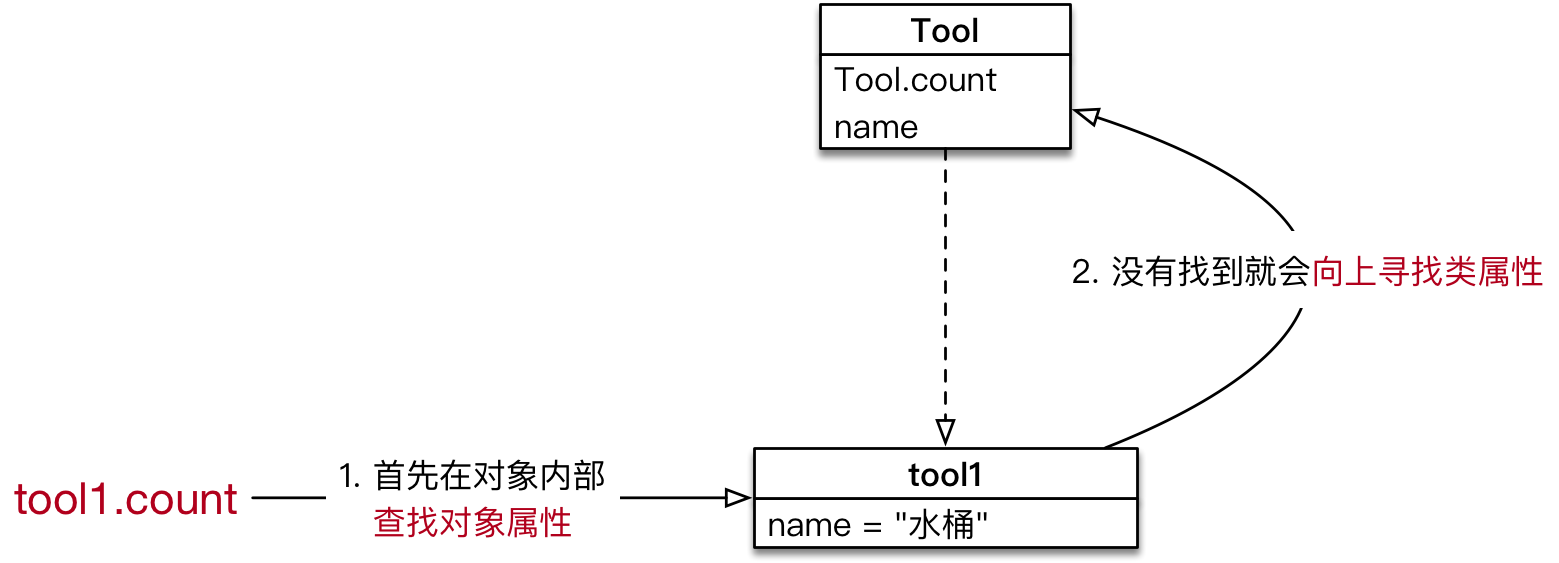 Tool
Tool.count
name
2. 没有找到就会向上寻找类属性
tool1.count
1. 首先在对象内部
查找对象属性
tool1
name = "水桶"